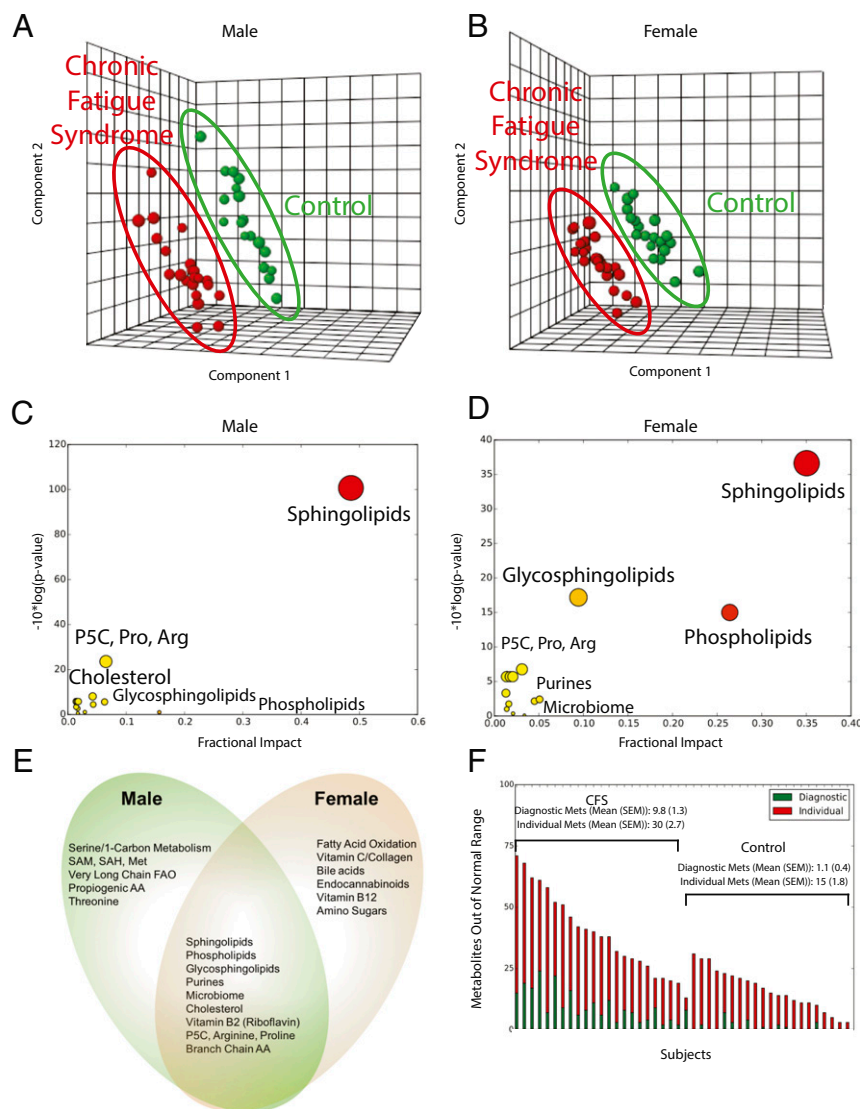 A
Male
Chronic
Fatigue
Syndrome
Control
Component 2
Component 1
B
Female
Chronic
Fatigue
Syndrome
Control
Component 2
Component 1
C
Male
120
100
80
60
40
20
0
-10*log(p-value)
Sphingolipids
P5C, Pro, Arg
Cholesterol
Glycosphingolipids
Phospholipids
0.0 0.1 0.2 0.3 0.4 0.5 0.6
Fractional Impact
D
Female
40
35
30
25
20
15
10
5
0
-10*log(p-value)
Sphingolipids
Glycosphingolipids
Phospholipids
P5C, Pro, Arg
Purines
Microbiome
0.00 0.05 0.10 0.15 0.20 0.25 0.30 0.35 0.40
Fractional Impact
E
Male
Serine/1-Carbon Metabolism
SAM, SAH, Met
Very Long Chain FAO
Propiogenic AA
Threonine
Female
Fatty Acid Oxidation
Vitamin C/Collagen
Bile acids
Endocannabinoids
Vitamin B12
Amino Sugars
Sphingolipids
Phospholipids
Glycosphingolipids
Purines
Microbiome
Cholesterol
Vitamin B2 (Riboflavin)
P5C, Arginine, Proline
Branch Chain AA
F
100
75
50
25
0
Metabolites Out of Normal Range
CFS
Diagnostic Mets (Mean (SEM)): 9.8 (1.3)
Individual Mets (Mean (SEM)): 30 (2.7)
Diagnostic
Individual
Control
Diagnostic Mets (Mean (SEM)): 1.1 (0.4)
Individual Mets (Mean (SEM)): 15 (1.8)
Subjects